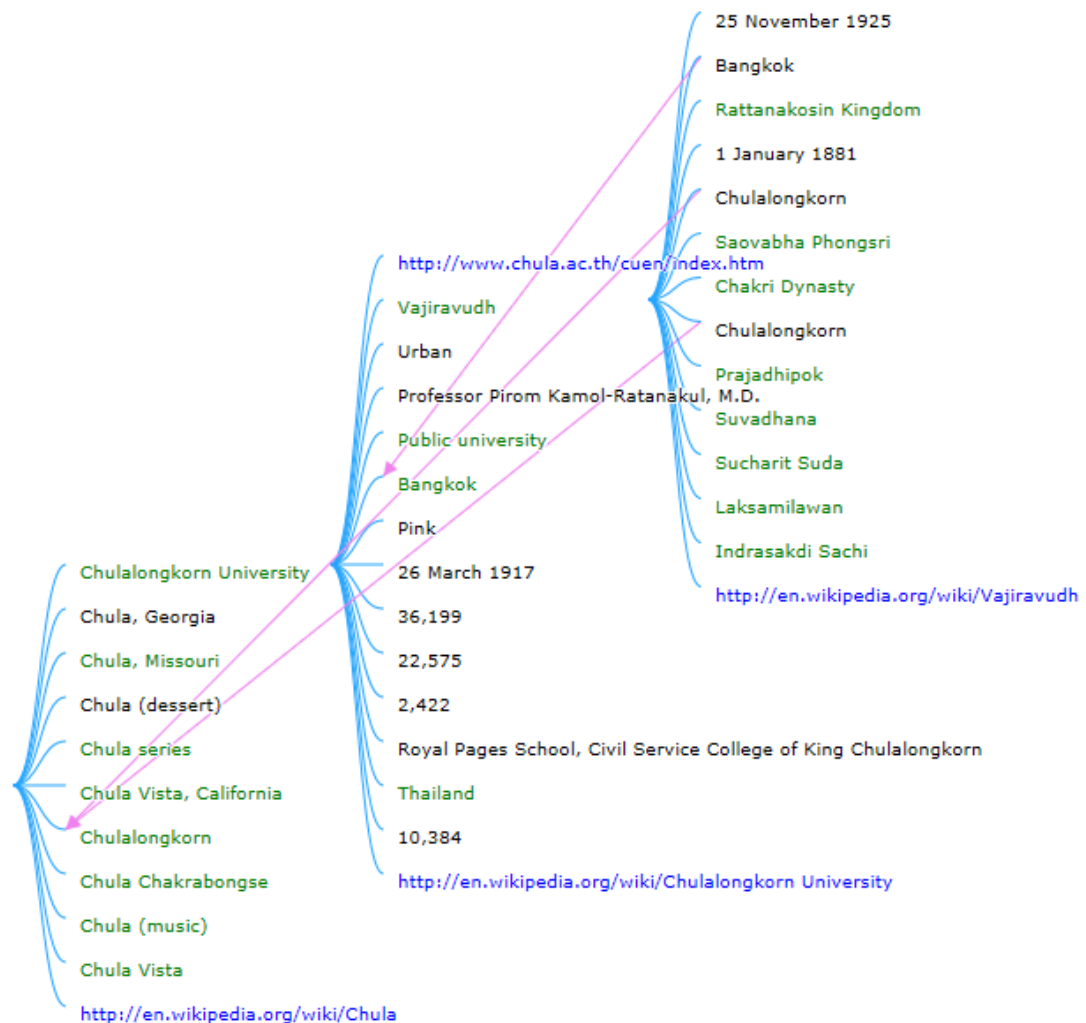 Chulalongkorn University
Chula, Georgia
Chula, Missouri
Chula (dessert)
Chula series
Chula Vista, California
Chulalongkorn
Chula Chakrabongse
Chula (music)
Chula Vista
http://en.wikipedia.org/wiki/Chula
http://www.chula.ac.th/cuen/index.htm
Vajiravudh
Urban
Professor Pirom Kamol-Ratanakul, M.D.
Public university
Bangkok
Pink
26 March 1917
36,199
22,575
2,422
Royal Pages School, Civil Service College of King Chulalongkorn
Thailand
10,384
http://en.wikipedia.org/wiki/Chulalongkorn University
25 November 1925
Bangkok
Rattanakosin Kingdom
1 January 1881
Chulalongkorn
Saovabha Phongsri
Chakri Dynasty
Chulalongkorn
Prajadhipok
Suvadhana
Sucharit Suda
Laksamilawan
Indrasakdi Sachi
http://en.wikipedia.org/wiki/Vajiravudh